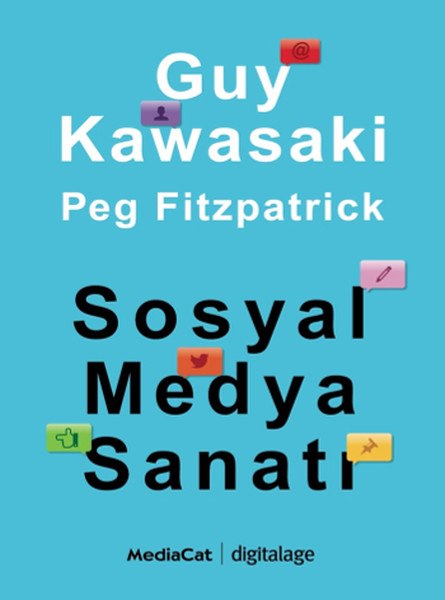 Guy
Kawasaki
Peg Fitzpatrick
Sosyal
Medya
Sanatı
MediaCat | digitalage